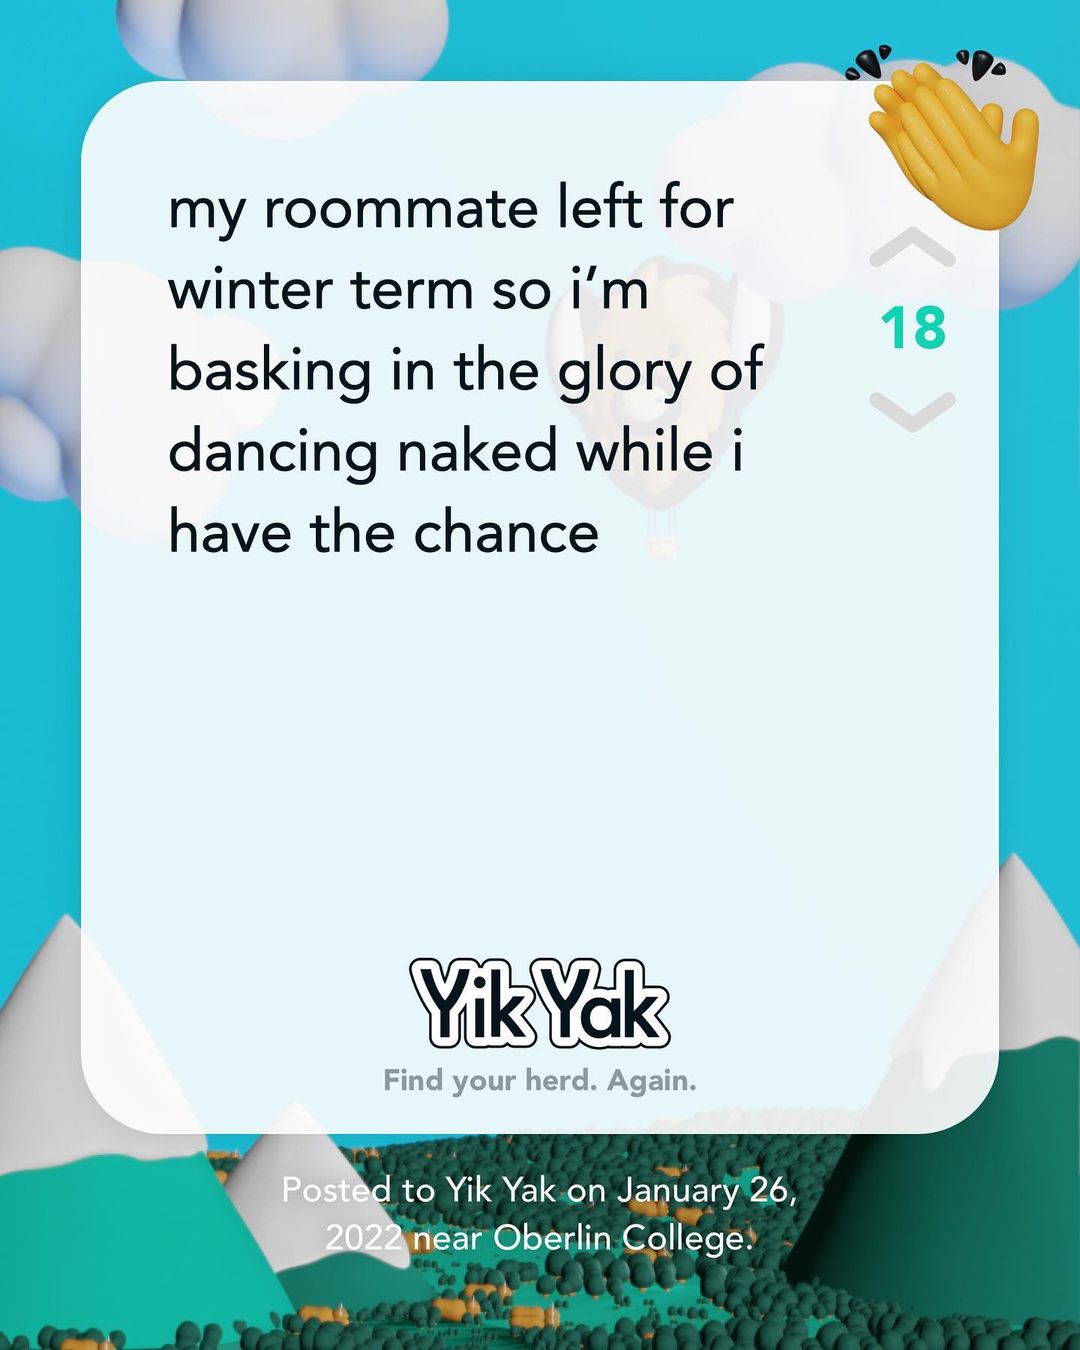 my roommate left for
winter term so i’m
basking in the glory of
dancing naked while i
have the chance
18
Yik Yak
Find your herd. Again.
Posted to Yik Yak on January 26,
2022 near Oberlin College.